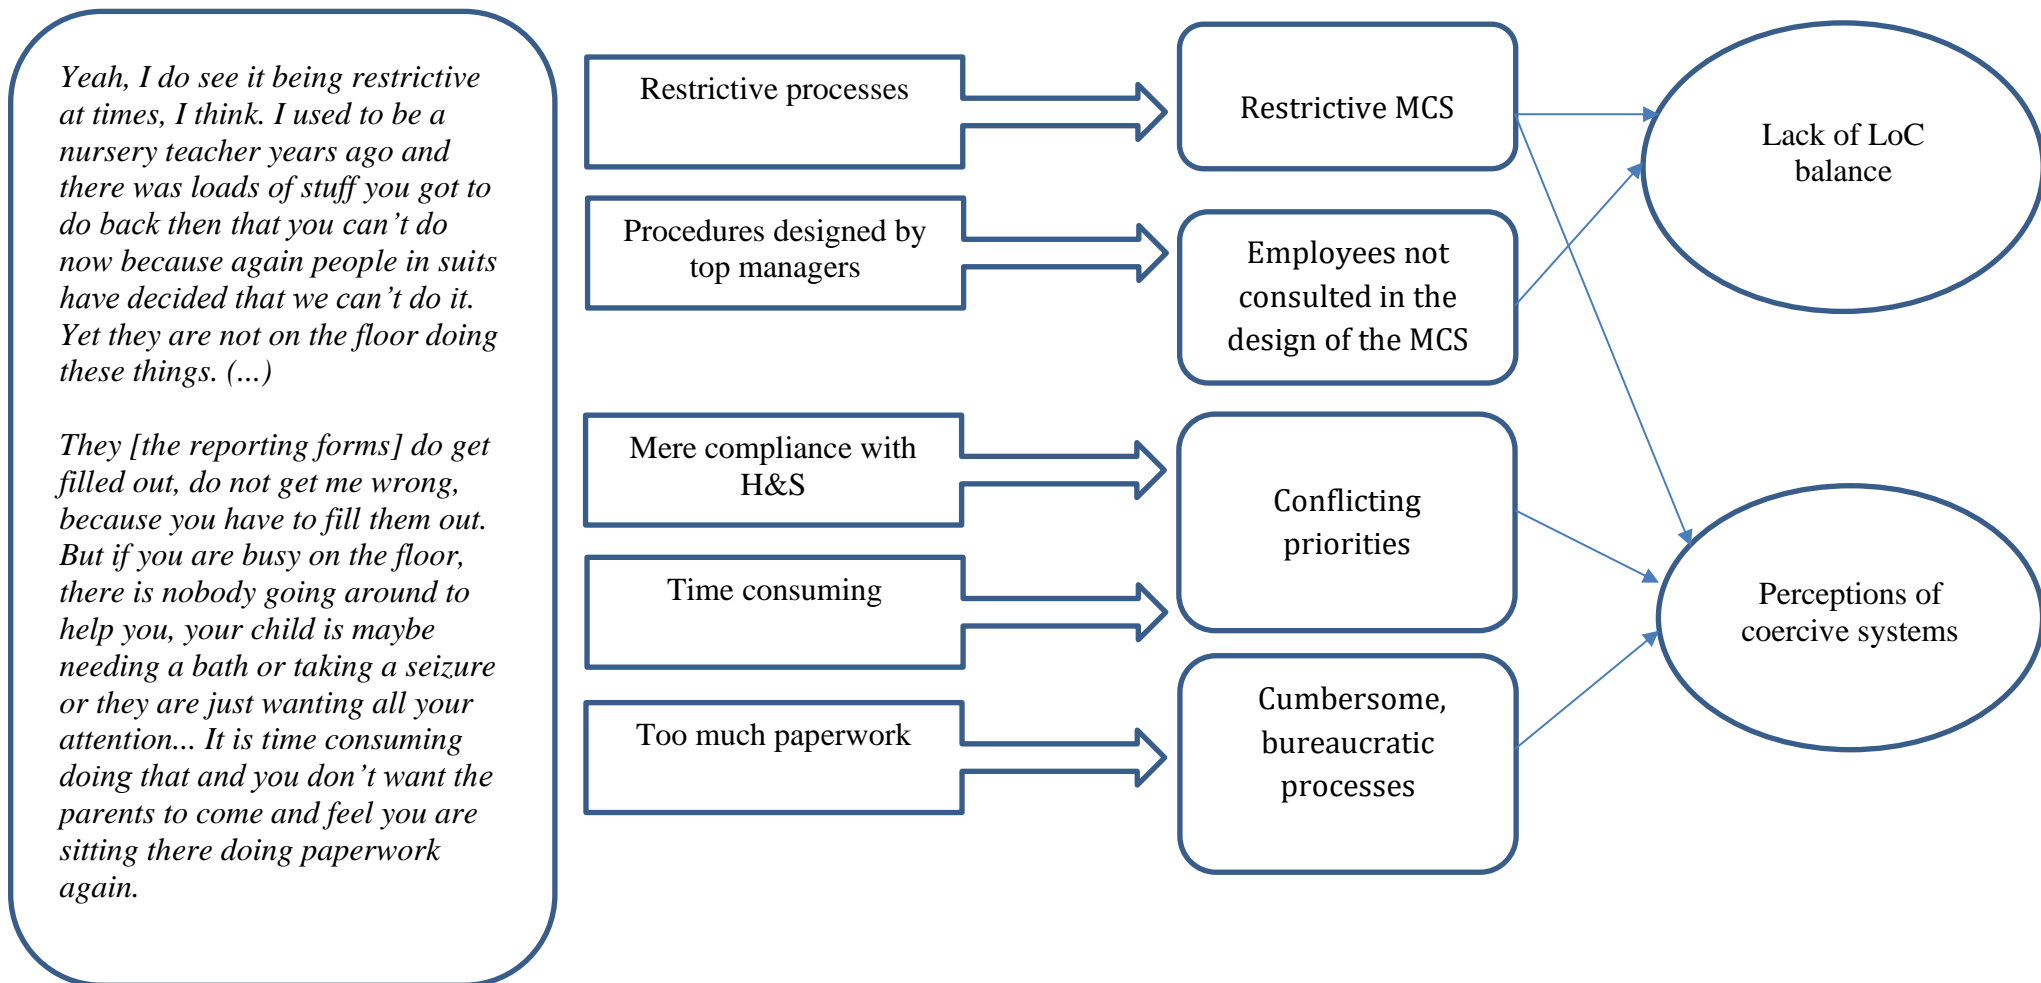 Yeah, I do see it being restrictive
at times, I think. I used to be a
nursery teacher years ago and
there was loads of stuff you got to
do back then that you can’t do
now because again people in suits
have decided that we can’t do it.
Yet they are not on the floor doing
these things. (...)
They [the reporting forms] do get
filled out, do not get me wrong,
because you have to fill them out.
But if you are busy on the floor,
there is nobody going around to
help you, your child is maybe
needing a bath or taking a seizure
or they are just wanting all your
attention... It is time consuming
doing that and you don’t want the
parents to come and feel you are
sitting there doing paperwork
again.
Restrictive processes
Procedures designed by
top managers
Mere compliance with
H&S
Time consuming
Too much paperwork
Restrictive MCS
Employees not
consulted in the
design of the MCS
Conflicting
priorities
Cumbersome,
bureaucratic
processes
Lack of LoC
balance
Perceptions of
coercive systems